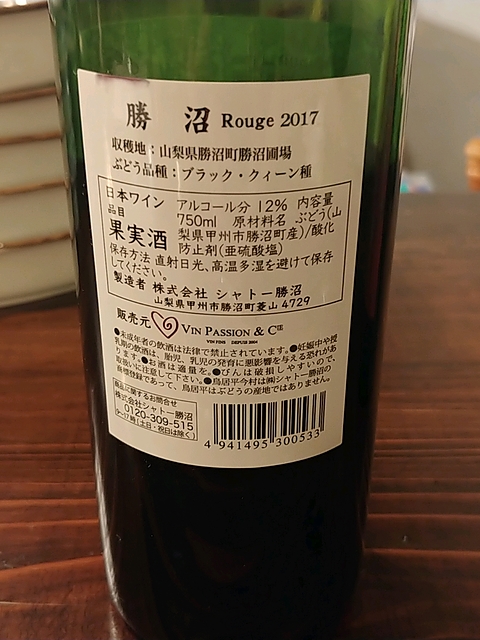 勝 沼 Rouge 2017
収穫地：山梨県勝沼町勝沼圃場
ぶどう品種：ブラック・クィーン種
日本ワイン アルコール分 12% 内容量
品目 750ml 原材料名 ぶどう(山
果実酒 梨県甲州市勝沼町産)/酸化
防止剤(亜硫酸塩)
保存方法 直射日光、高温多湿を避けて保存
してください。
製造者 株式会社 シャトー勝沼
山梨県甲州市勝沼町菱山 4729
販売元 VIN PASSION & CIE
VIN FINS DEPUIS 2004
●未成年者の飲酒は法律で禁止されています。●妊娠中や授
乳期の飲酒は、胎児、乳児の発育に悪影響を与える恐れがあ
ります。●お酒は適量を。●びんは破損しやすいので、
取扱いに注意して下さい。●鳥居平今村は㈱シャトー勝沼の
商標登録であって、鳥居平はぶどうの産地ではありません。
商品に関するお問合せ
株式会社シャトー勝沼
0120-309-515
9〜17時(土日・祝日は除く)
4 941495 300533